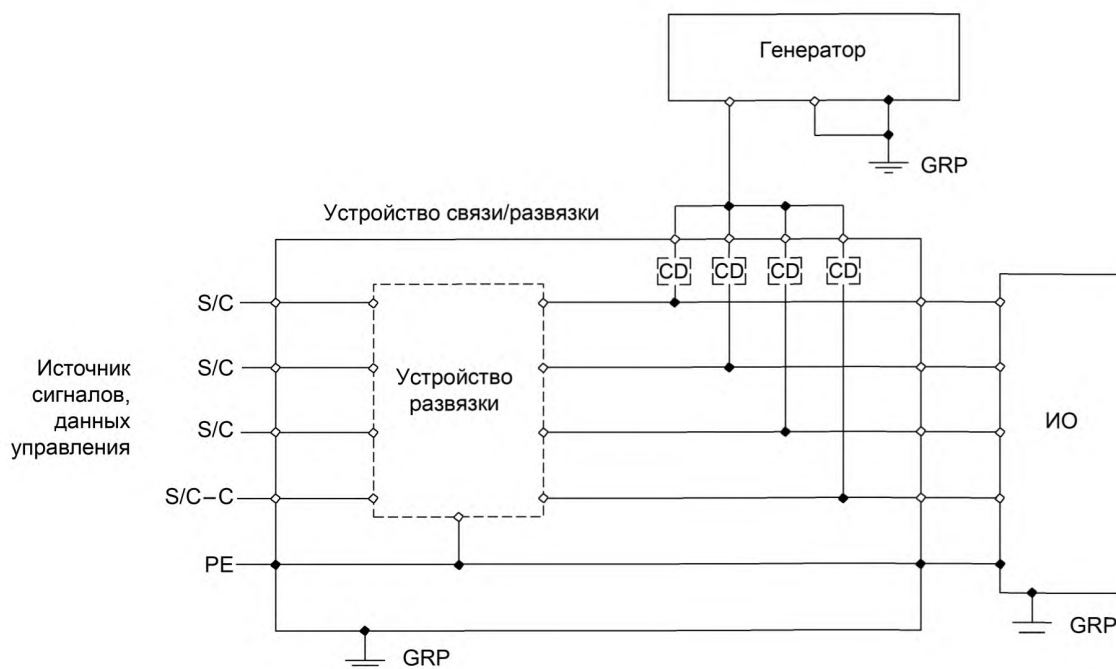 Генератор
GRP
Устройство связи/развязки
CD CD CD CD
S/C
S/C
S/C
S/C–C
PE
Источник
сигналов,
данных
управления
Устройство
развязки
ИО
GRP
GRP